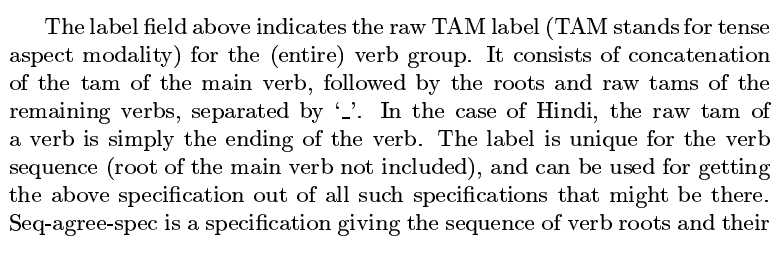 The label field above indicates the raw TAM label (TAM stands for tense
aspect modality) for the (entire) verb group. It consists of concatenation
of the tam of the main verb, followed by the roots and raw tams of the
remaining verbs, separated by ‘_’. In the case of Hindi, the raw tam of
a verb is simply the ending of the verb. The label is unique for the verb
sequence (root of the main verb not included), and can be used for getting
the above specification out of all such specifications that might be there.
Seq-agree-spec is a specification giving the sequence of verb roots and their